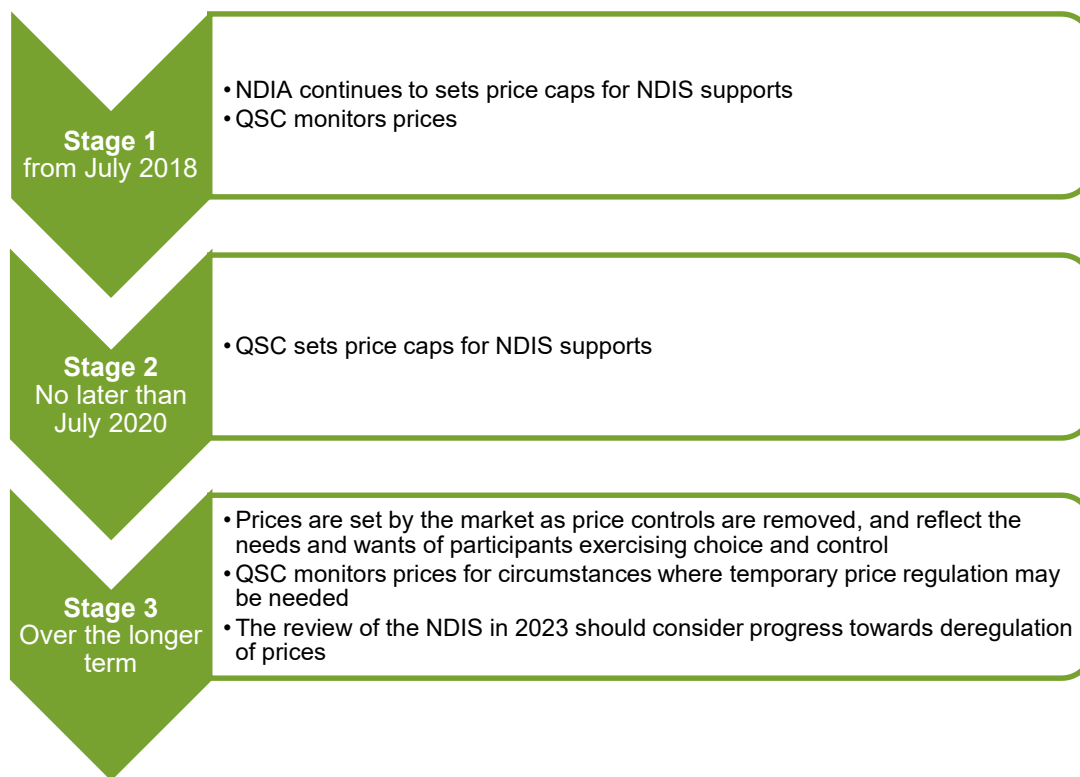 Stage 1
from July 2018
• NDIA continues to sets price caps for NDIS supports
• QSC monitors prices
Stage 2
No later than
July 2020
• QSC sets price caps for NDIS supports
Stage 3
Over the longer
term
• Prices are set by the market as price controls are removed, and reflect the
needs and wants of participants exercising choice and control
• QSC monitors prices for circumstances where temporary price regulation may
be needed
• The review of the NDIS in 2023 should consider progress towards deregulation
of prices